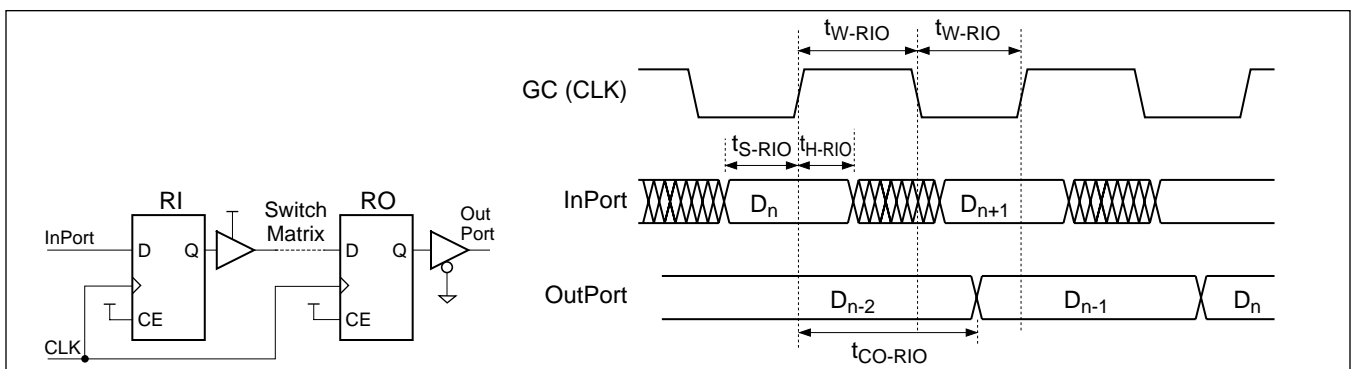 RI
RO
Switch
Matrix
Out
Port
InPort
D
Q
D
Q
CE
CE
CLK
tW-RIO
tW-RIO
GC (CLK)
tS-RIO
tH-RIO
InPort
Dn
Dn+1
OutPort
Dn-2
Dn-1
Dn
tCO-RIO